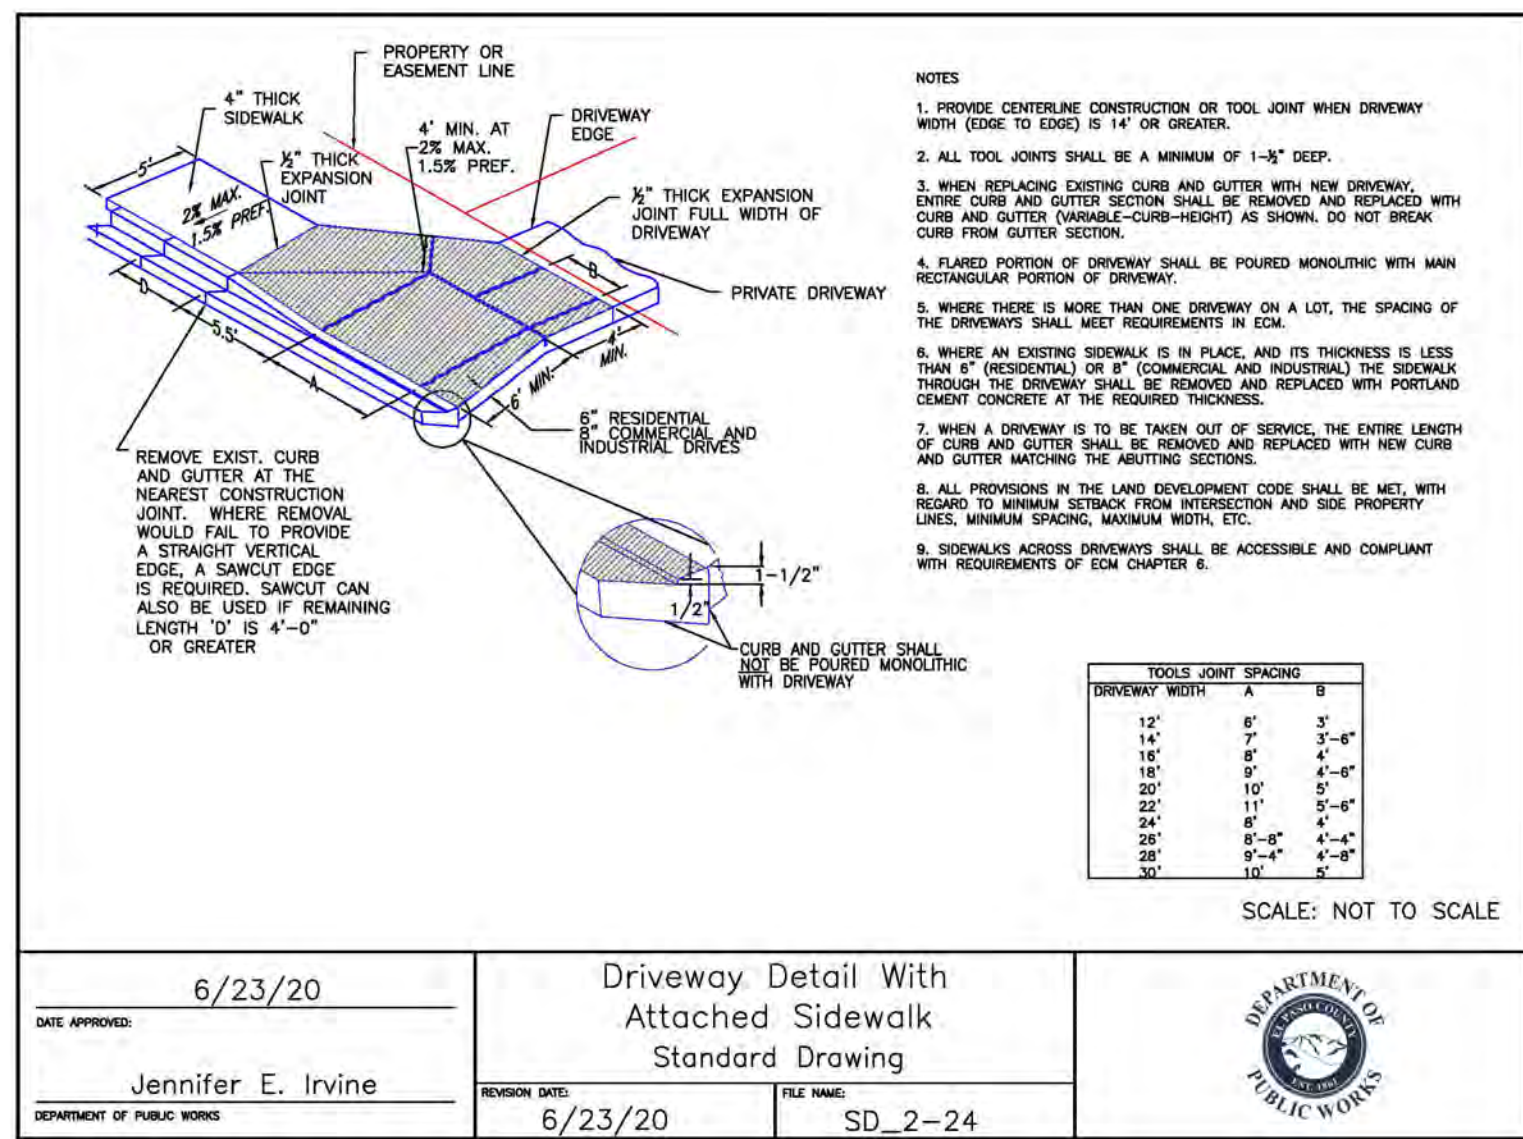 PROPERTY OR
EASEMENT LINE
4" THICK
SIDEWALK
DRIVEWAY
EDGE
4' MIN. AT
2% MAX.
1.5% PREF.
5'
½" THICK
EXPANSION
JOINT
2% MAX.
1.5% PREF.
½" THICK EXPANSION
JOINT FULL WIDTH OF
DRIVEWAY
B
PRIVATE DRIVEWAY
D
5.5'
A
4'
MIN.
6' MIN.
6" RESIDENTIAL
8" COMMERCIAL AND
INDUSTRIAL DRIVES
REMOVE EXIST. CURB
AND GUTTER AT THE
NEAREST CONSTRUCTION
JOINT. WHERE REMOVAL
WOULD FAIL TO PROVIDE
A STRAIGHT VERTICAL
EDGE, A SAWCUT EDGE
IS REQUIRED. SAWCUT CAN
ALSO BE USED IF REMAINING
LENGTH 'D' IS 4'-0"
OR GREATER
1-1/2"
1/2"
CURB AND GUTTER SHALL
NOT BE POURED MONOLITHIC
WITH DRIVEWAY
NOTES
1. PROVIDE CENTERLINE CONSTRUCTION OR TOOL JOINT WHEN DRIVEWAY
WIDTH (EDGE TO EDGE) IS 14' OR GREATER.
2. ALL TOOL JOINTS SHALL BE A MINIMUM OF 1-½" DEEP.
3. WHEN REPLACING EXISTING CURB AND GUTTER WITH NEW DRIVEWAY,
ENTIRE CURB AND GUTTER SECTION SHALL BE REMOVED AND REPLACED WITH
CURB AND GUTTER (VARIABLE-CURB-HEIGHT) AS SHOWN. DO NOT BREAK
CURB FROM GUTTER SECTION.
4. FLARED PORTION OF DRIVEWAY SHALL BE POURED MONOLITHIC WITH MAIN
RECTANGULAR PORTION OF DRIVEWAY.
5. WHERE THERE IS MORE THAN ONE DRIVEWAY ON A LOT, THE SPACING OF
THE DRIVEWAYS SHALL MEET REQUIREMENTS IN ECM.
6. WHERE AN EXISTING SIDEWALK IS IN PLACE, AND ITS THICKNESS IS LESS
THAN 6" (RESIDENTIAL) OR 8" (COMMERCIAL AND INDUSTRIAL) THE SIDEWALK
THROUGH THE DRIVEWAY SHALL BE REMOVED AND REPLACED WITH PORTLAND
CEMENT CONCRETE AT THE REQUIRED THICKNESS.
7. WHEN A DRIVEWAY IS TO BE TAKEN OUT OF SERVICE, THE ENTIRE LENGTH
OF CURB AND GUTTER SHALL BE REMOVED AND REPLACED WITH NEW CURB
AND GUTTER MATCHING THE ABUTTING SECTIONS.
8. ALL PROVISIONS IN THE LAND DEVELOPMENT CODE SHALL BE MET, WITH
REGARD TO MINIMUM SETBACK FROM INTERSECTION AND SIDE PROPERTY
LINES, MINIMUM SPACING, MAXIMUM WIDTH, ETC.
9. SIDEWALKS ACROSS DRIVEWAYS SHALL BE ACCESSIBLE AND COMPLIANT
WITH REQUIREMENTS OF ECM CHAPTER 6.
TOOLS JOINT SPACING
DRIVEWAY WIDTH A B
12' 6' 3'
14' 7' 3'-6"
16' 8' 4'
18' 9' 4'-6"
20' 10' 5'
22' 11' 5'-6"
24' 8' 4'
26' 8'-8" 4'-4"
28' 9'-4" 4'-8"
30' 10' 5'
SCALE: NOT TO SCALE
6/23/20
DATE APPROVED:
Jennifer E. Irvine
DEPARTMENT OF PUBLIC WORKS
Driveway Detail With
Attached Sidewalk
Standard Drawing
REVISION DATE:
6/23/20
FILE NAME:
SD_2-24
DEPARTMENT OF
EL PASO COUNTY
PUBLIC WORKS